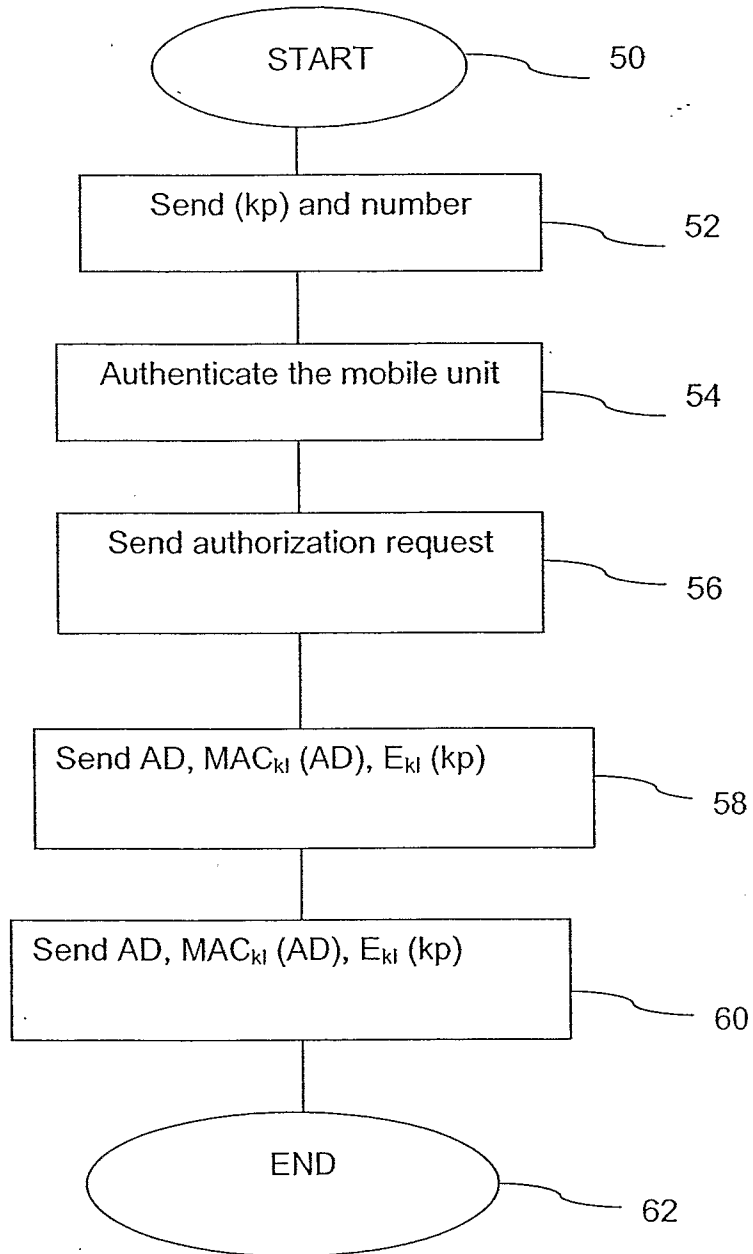 START
50
Send (kp) and number
52
Authenticate the mobile unit
54
Send authorization request
56
Send AD, MACkl (AD), Ekl (kp)
58
Send AD, MACkl (AD), Ekl (kp)
60
END
62